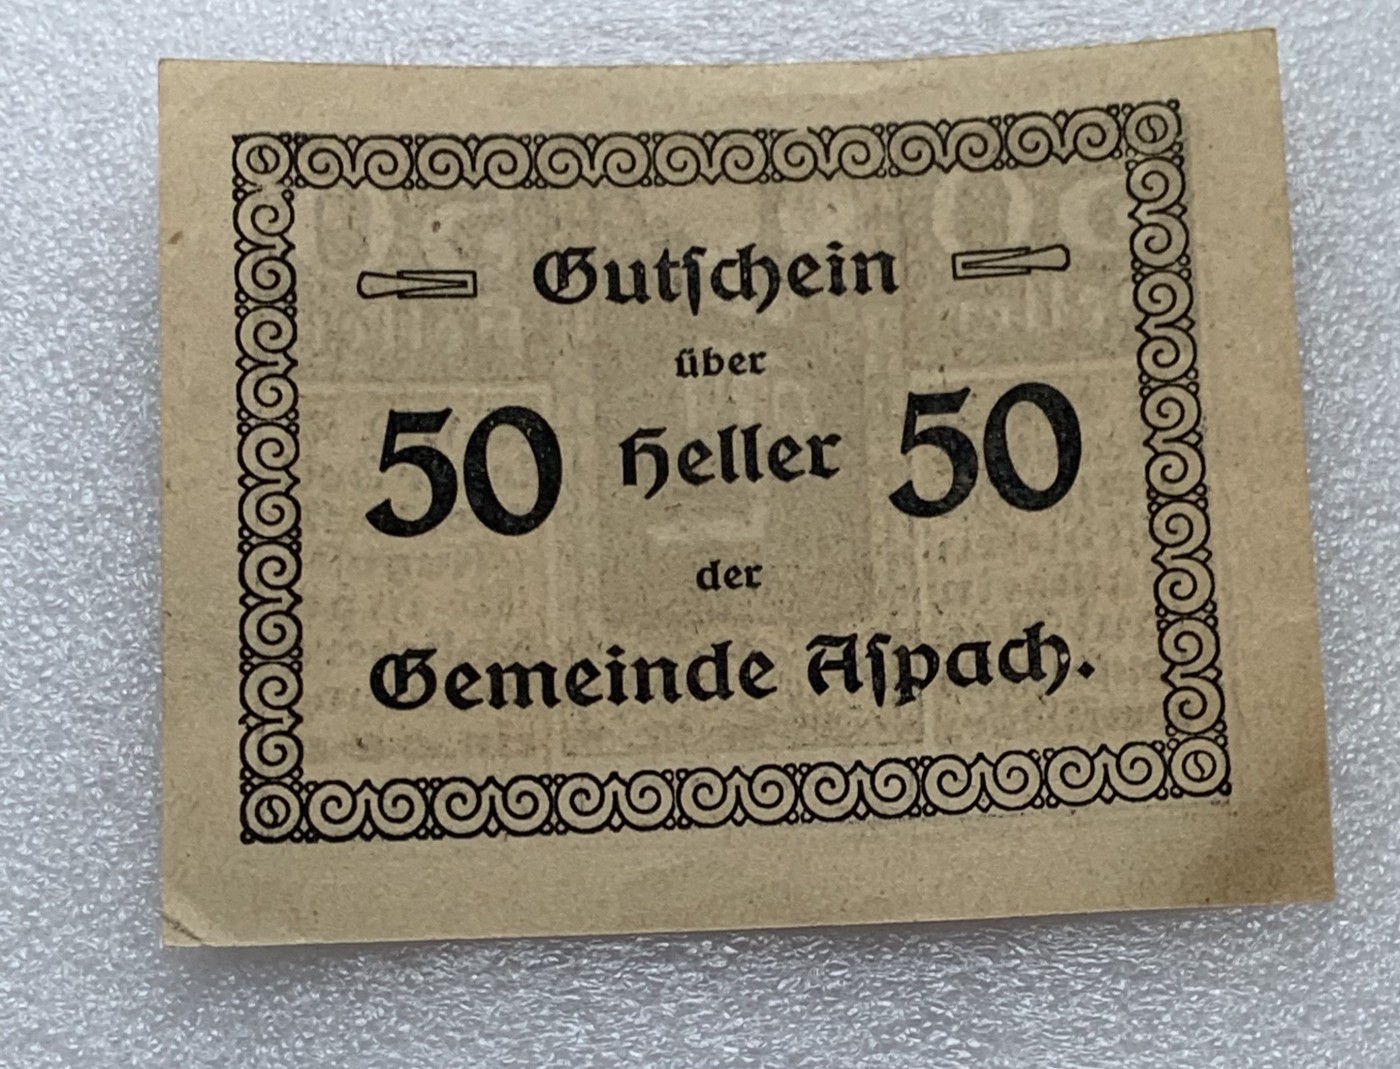 Gutschein
über
50 Heller 50
der
Gemeinde Aspach.